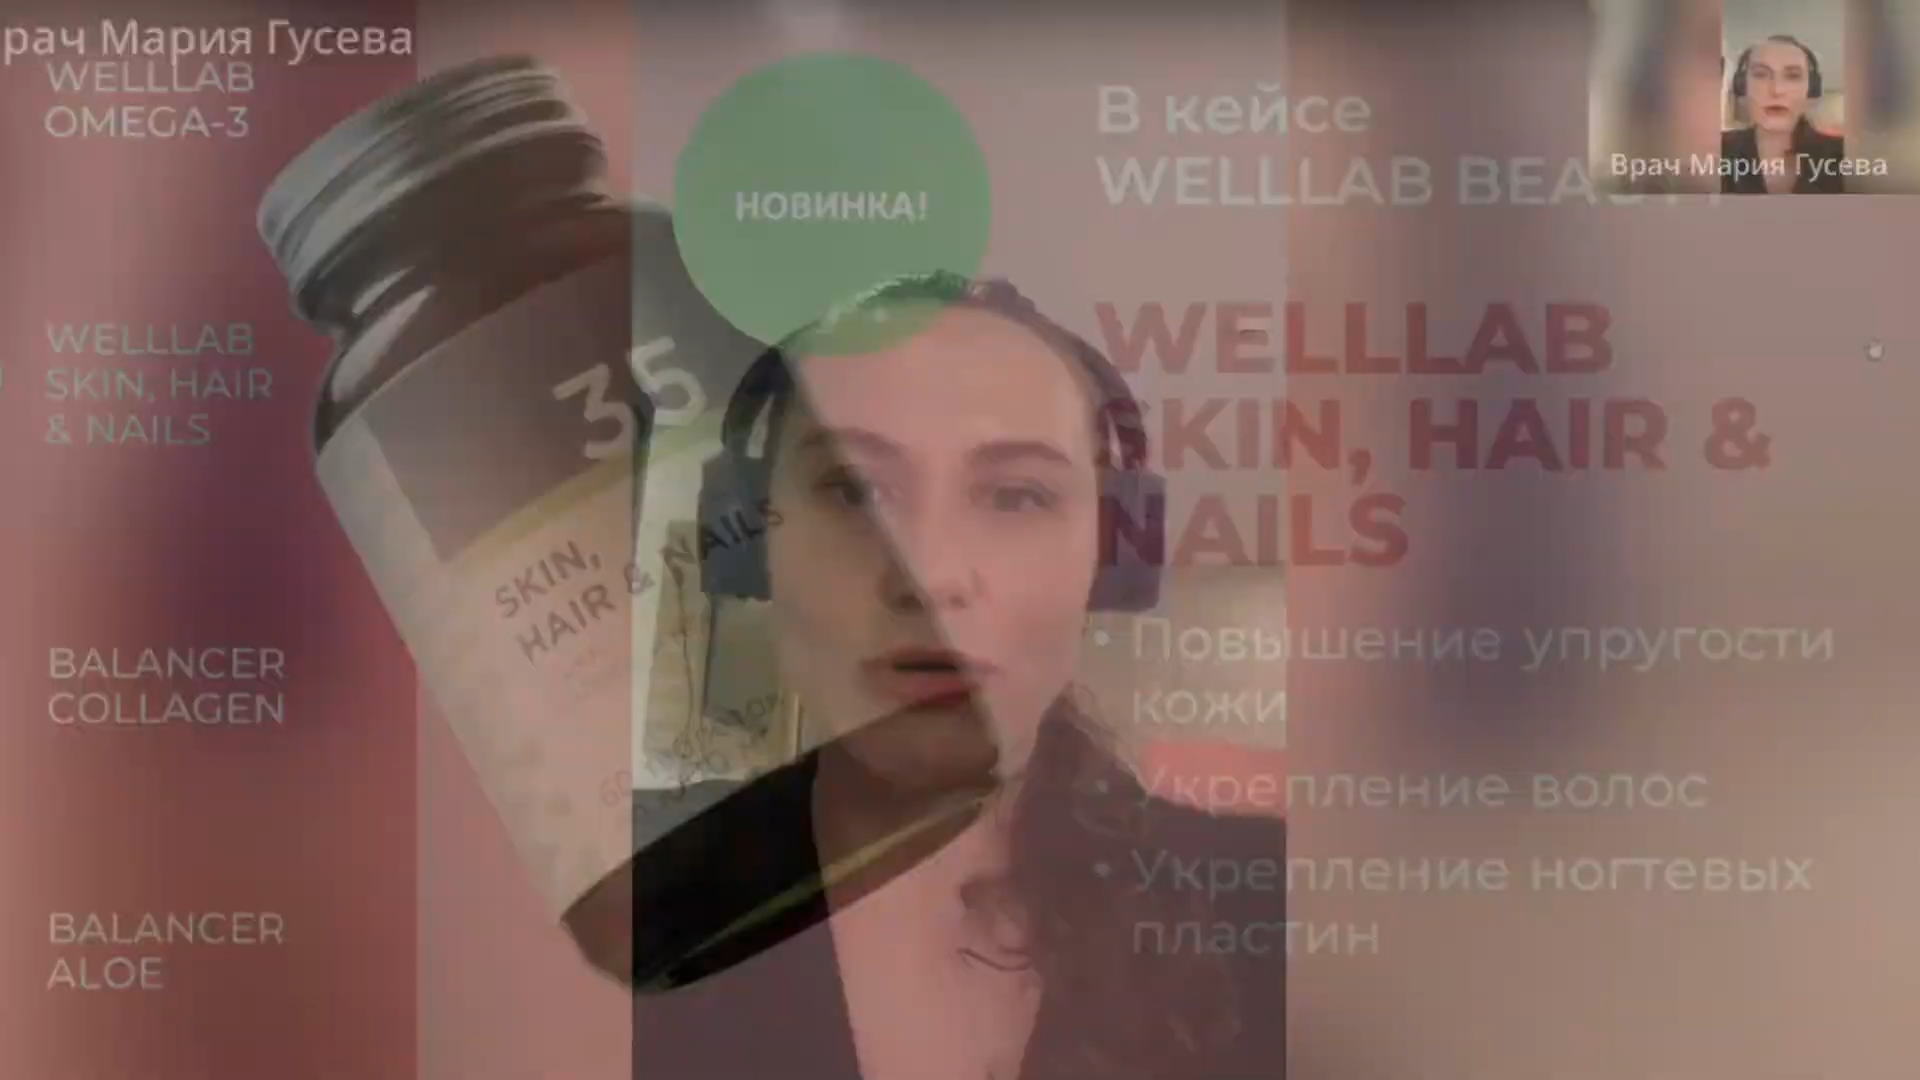 рач Мария Гусева
WELLLAB
OMEGA-3
WELLLAB
SKIN, HAIR
& NAILS
BALANCER
COLLAGEN
BALANCER
ALOE
НОВИНКА!
35
SKIN,
HAIR & NAILS
В кейсе
WELLLAB
Врач Мария Гусева
WELLLAB
SKIN, HAIR &
NAILS
• Повышение упругости
кожи
• Укрепление волос
• Укрепление ногтевых
пластин